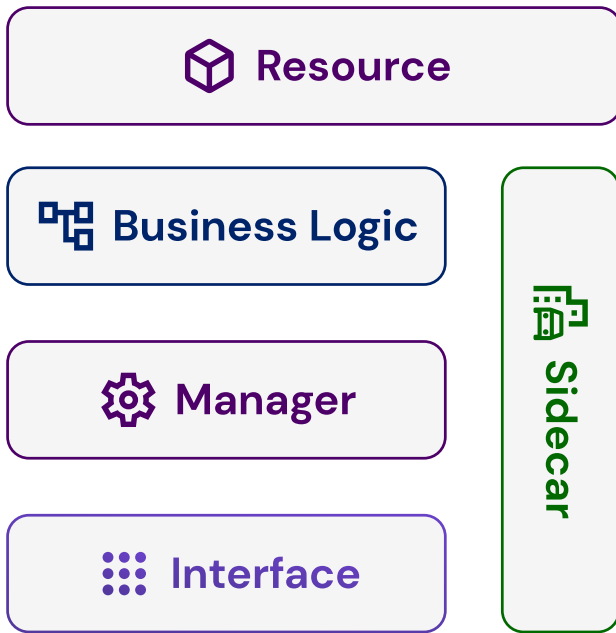 Resource
Business Logic
Manager
Interface
Sidecar